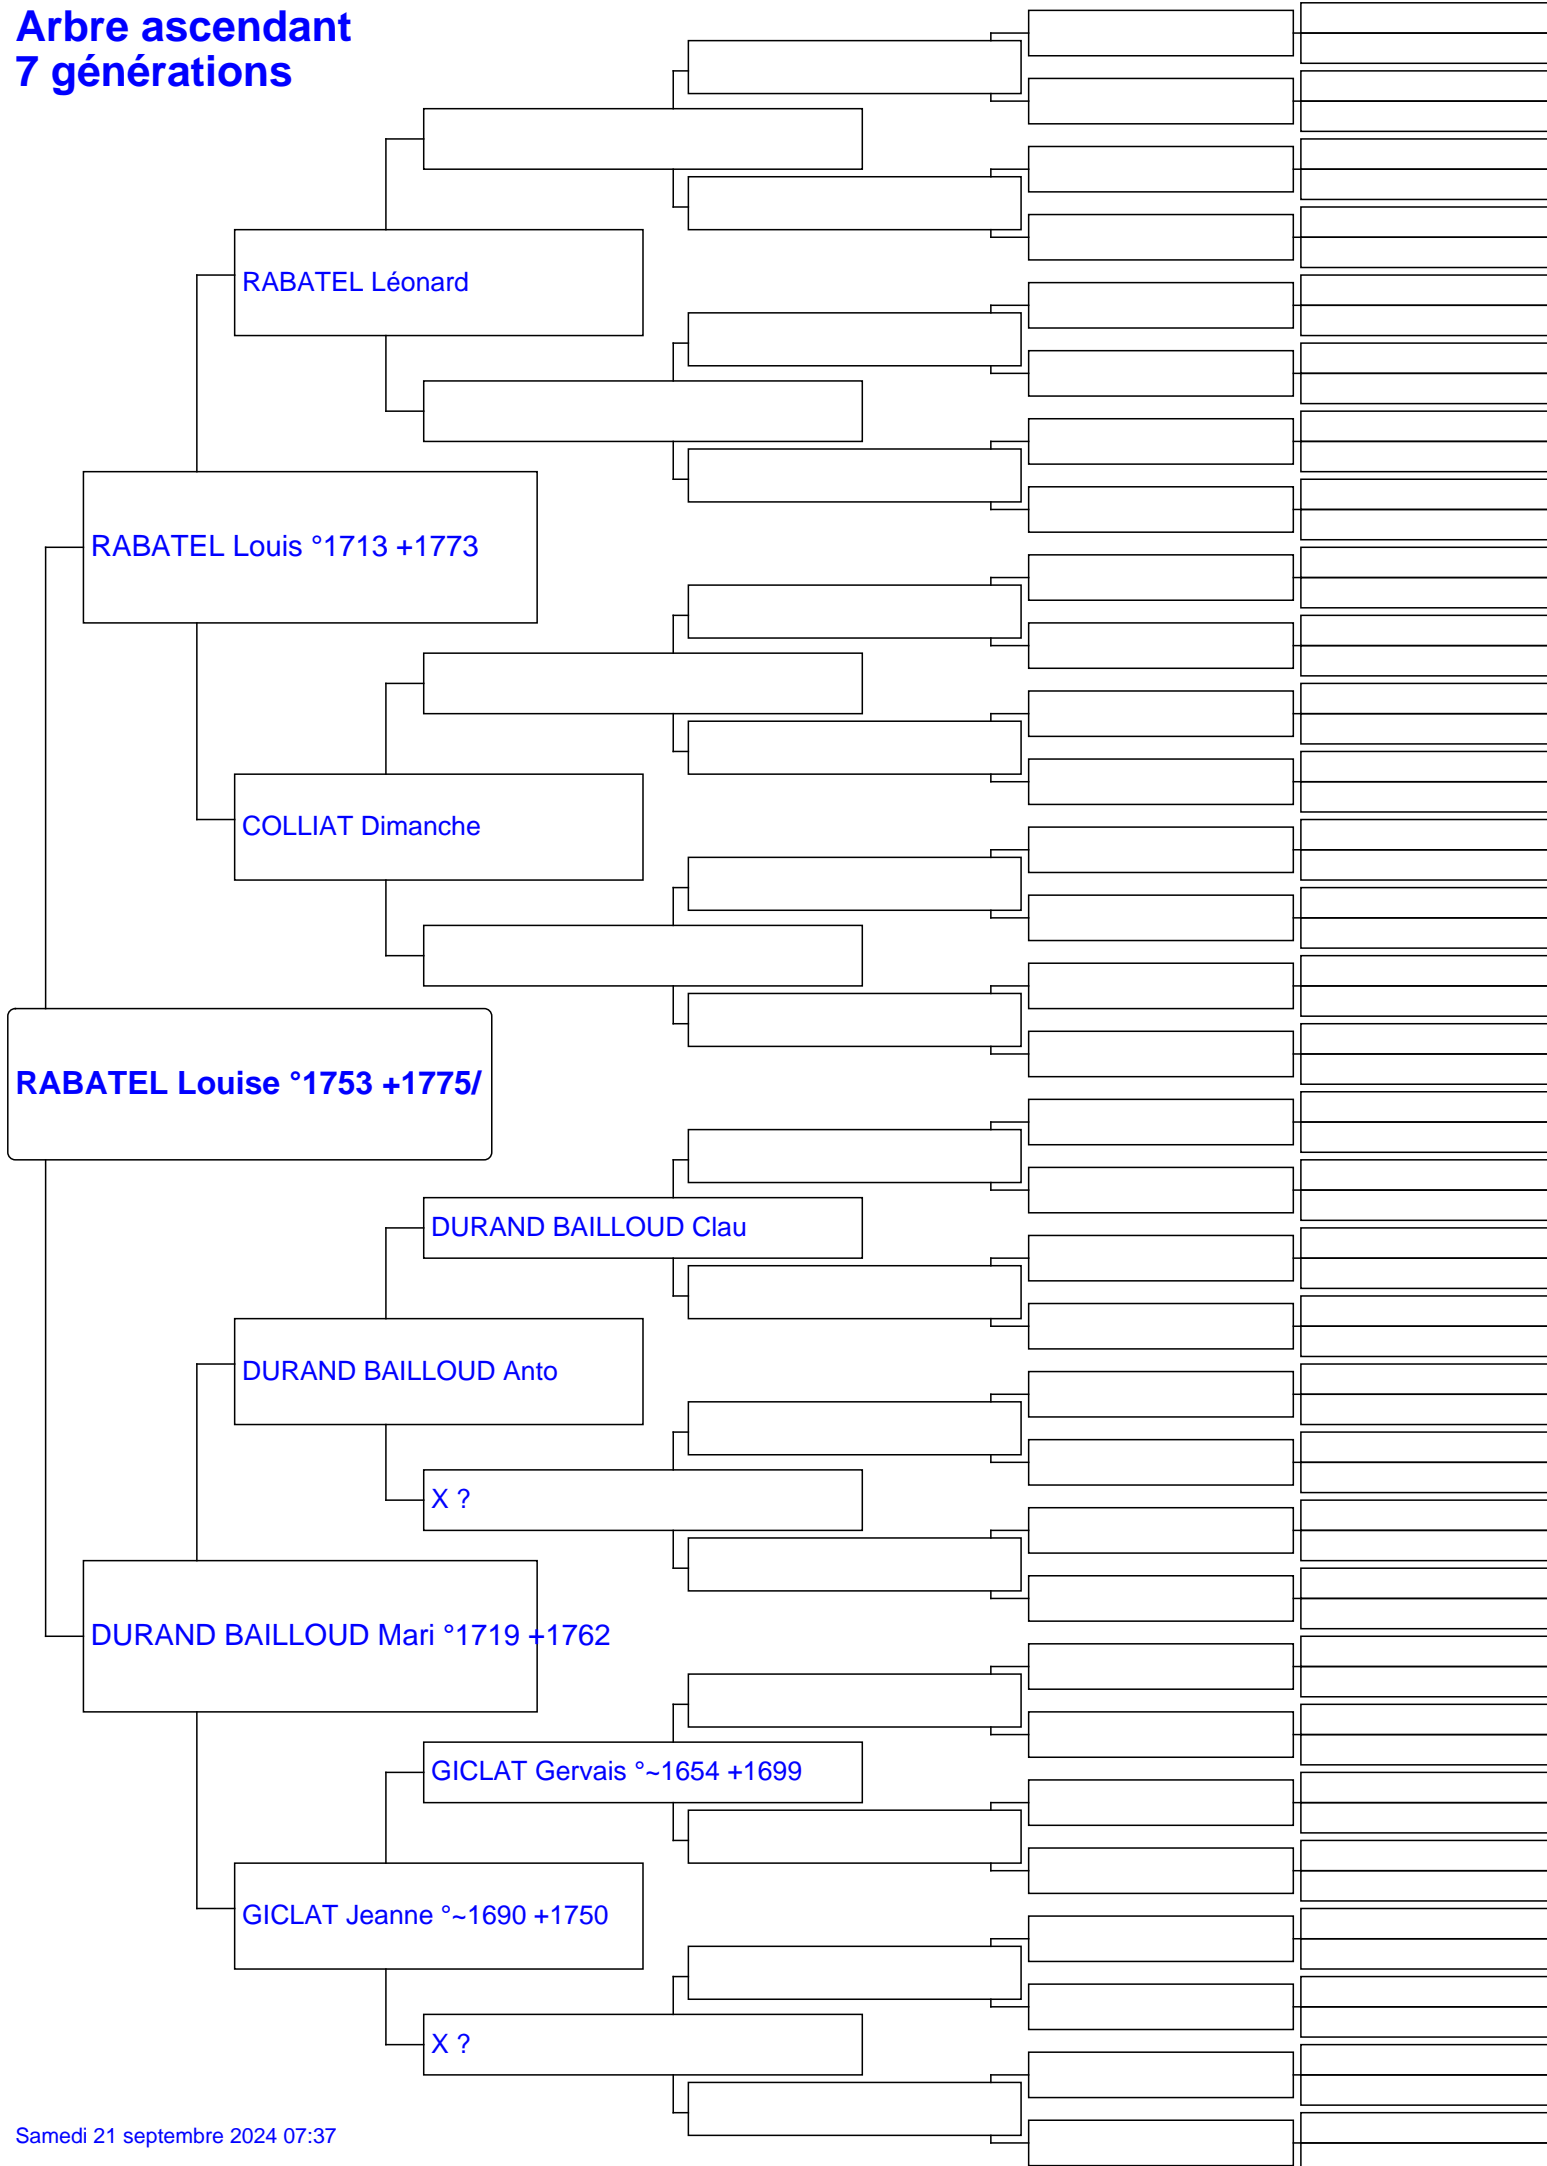 Arbre ascendant
7 générations
RABATEL Léonard
RABATEL Louis °1713 +1773
COLLIAT Dimanche
RABATEL Louise °1753 +1775/
DURAND BAILLOUD Clau
DURAND BAILLOUD Anto
X ?
DURAND BAILLOUD Mari °1719 +1762
GICLAT Gervais °~1654 +1699
GICLAT Jeanne °~1690 +1750
X ?
Samedi 21 septembre 2024 07:37